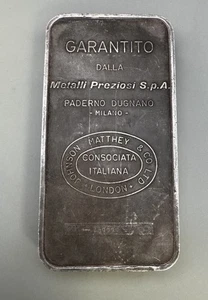 GARANTITO
DALLA
Metalli Preziosi S.p.A.
PADERNO DUGNANO
- MILANO -
JOHNSON MATTHEY & CO. LTD.
CONSOCIATA
ITALIANA
LONDON